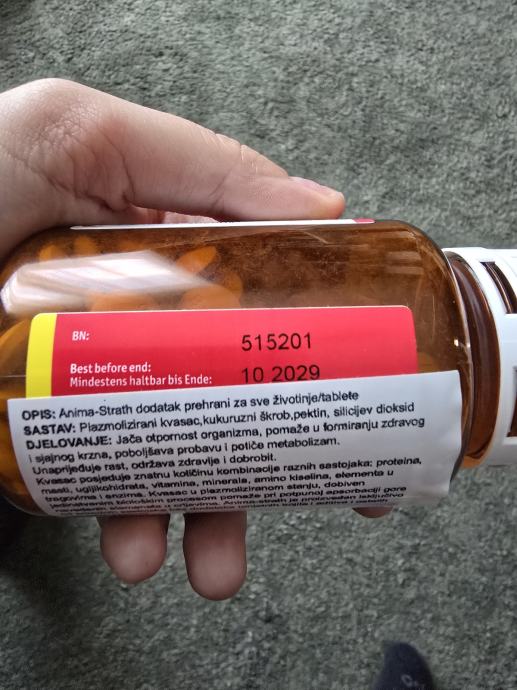 BN:
515201
Best before end:
Mindestens haltbar bis Ende:
10 2029
OPIS: Anima-Strath dodatak prehrani za sve životinje/tablete
SASTAV: Plazmolizirani kvasac,kukuruzni škrob,pektin, silicijev dioksid
DJELOVANJE: Jača otpornost organizma, pomaže u formiranju zdravog
i sjajnog krzna, poboljšava probavu i potiče metabolizam.
Unaprijeđuje rast, održava zdravlje i dobrobit.
Kvasac posjeduje znatnu količinu kombinacije raznih sastojaka: proteina,
masti, ugljikohidrata, vitamina, minerala, amino kiselina, elemenata u
tragovima i enzima. Kvasac u plazmoliziranom stanju, dobiven